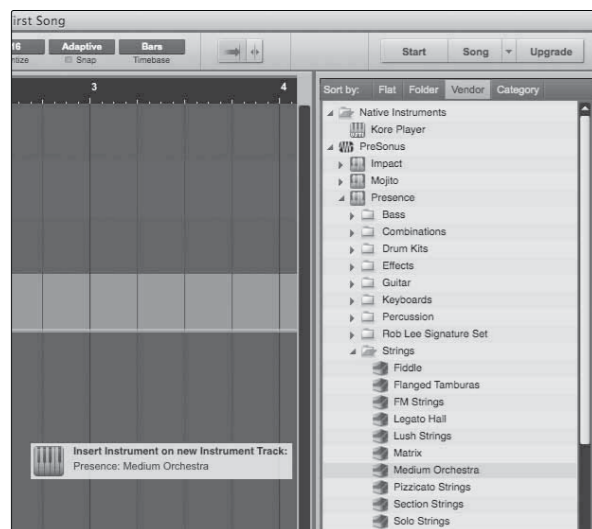 irst Song
16 Adaptive Bars
ntize Snap Timebase
Start Song Upgrade
3 4
Sort by: Flat Folder Vendor Category
Native Instruments
Kore Player
PreSonus
Impact
Mojito
Presence
Bass
Combinations
Drum Kits
Effects
Guitar
Keyboards
Percussion
Rob Lee Signature Set
Strings
Fiddle
Flanged Tamburas
FM Strings
Legato Hall
Lush Strings
Matrix
Medium Orchestra
Pizzicato Strings
Section Strings
Solo Strings
Insert Instrument on new Instrument Track:
Presence: Medium Orchestra